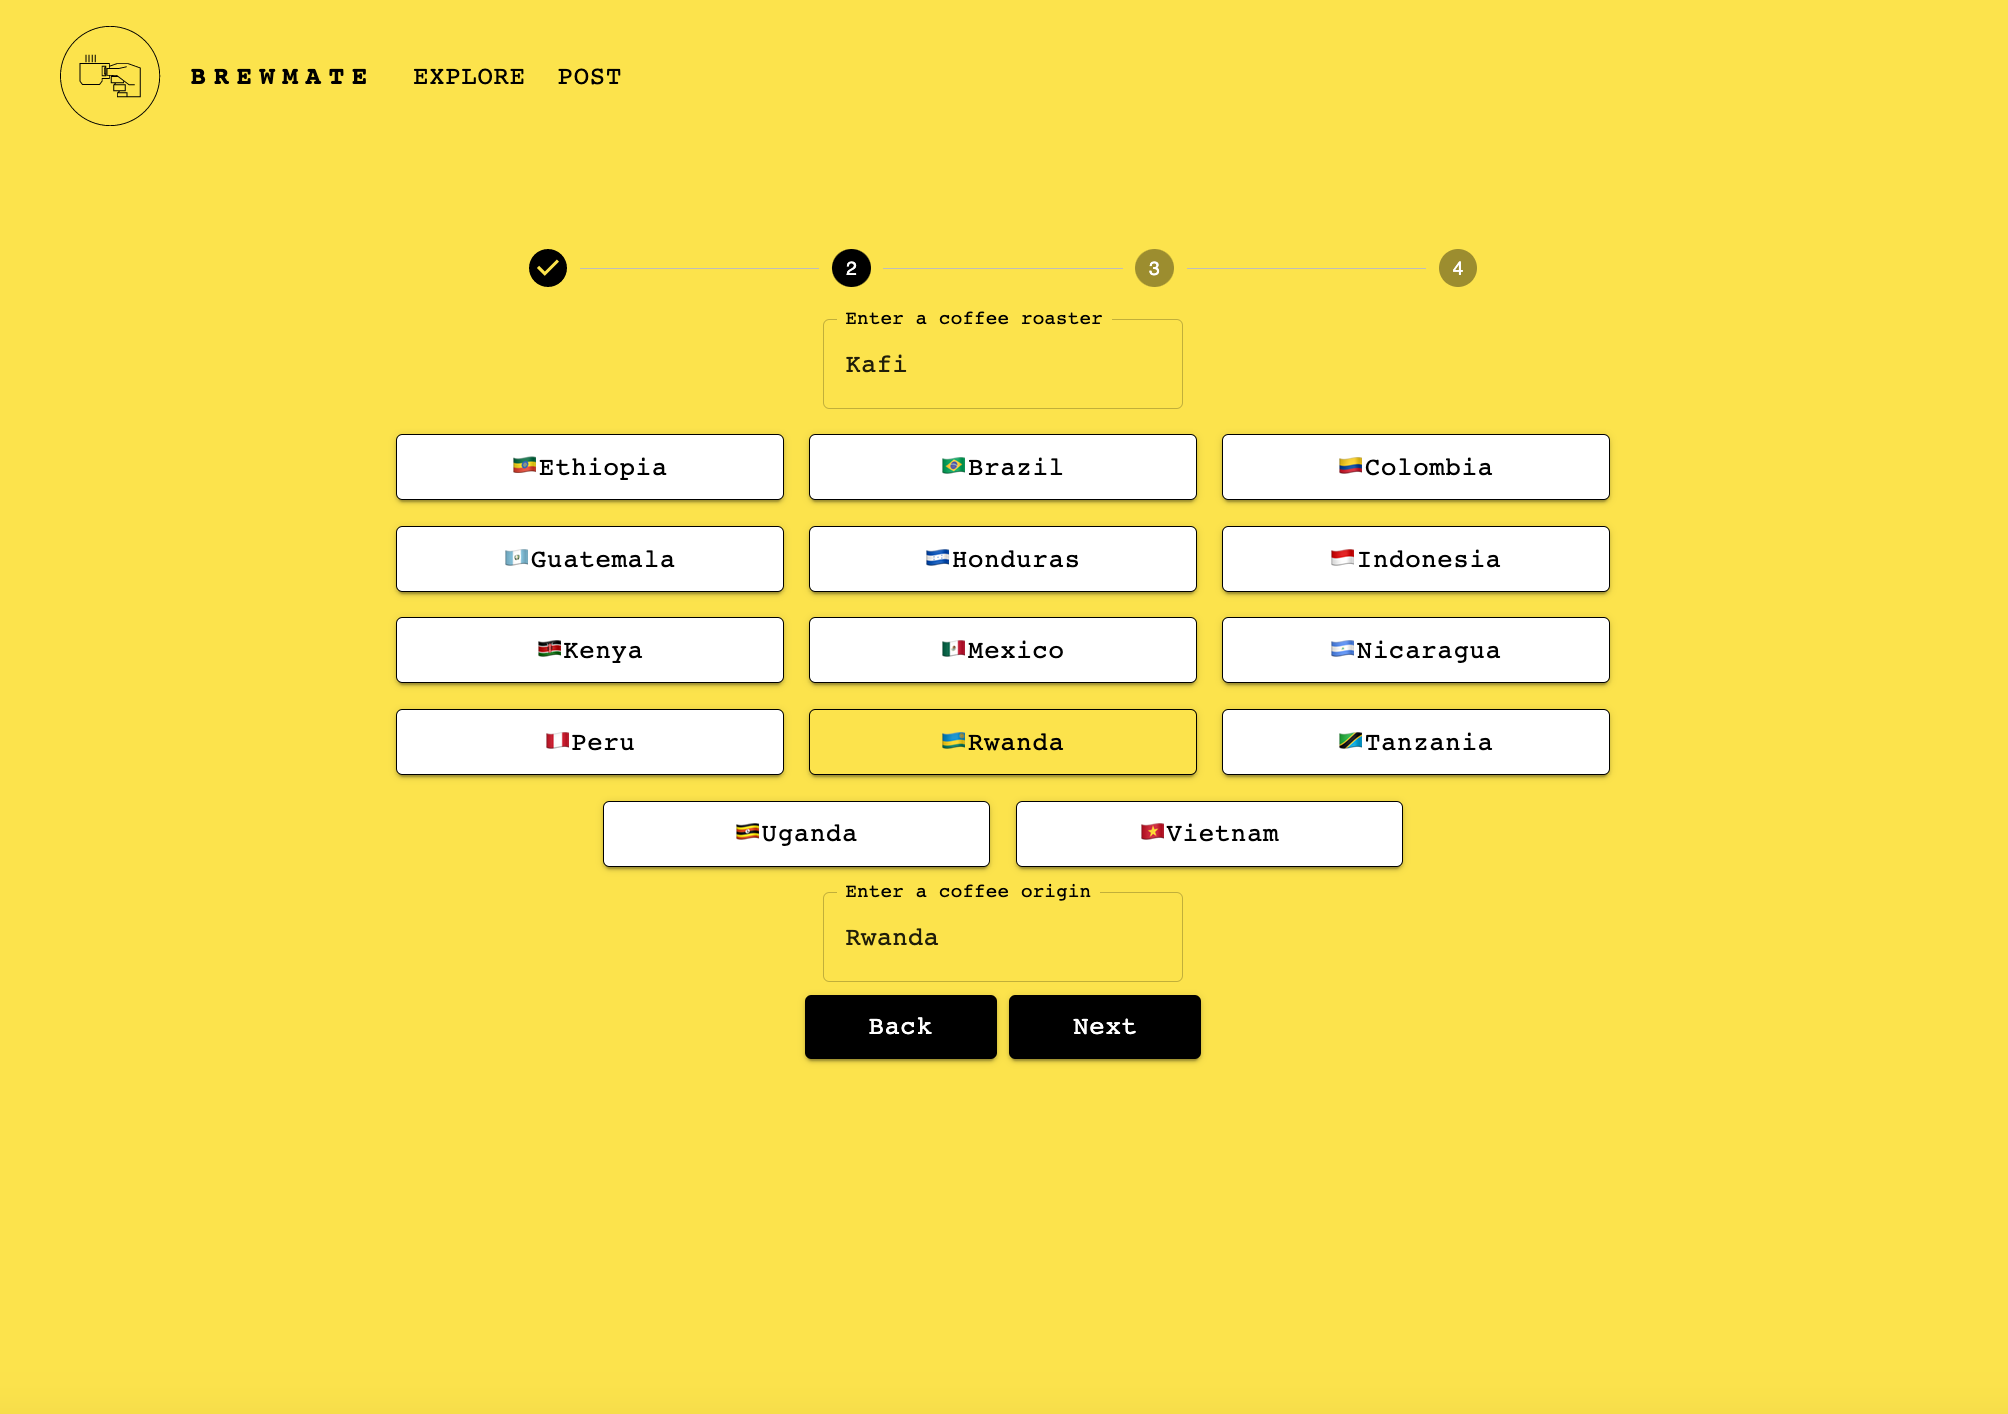 BREWMATE EXPLORE POST
2 3 4
Enter a coffee roaster
Kafi
Ethiopia Brazil Colombia
Guatemala Honduras Indonesia
Kenya Mexico Nicaragua
Peru Rwanda Tanzania
Uganda Vietnam
Enter a coffee origin
Rwanda
Back Next